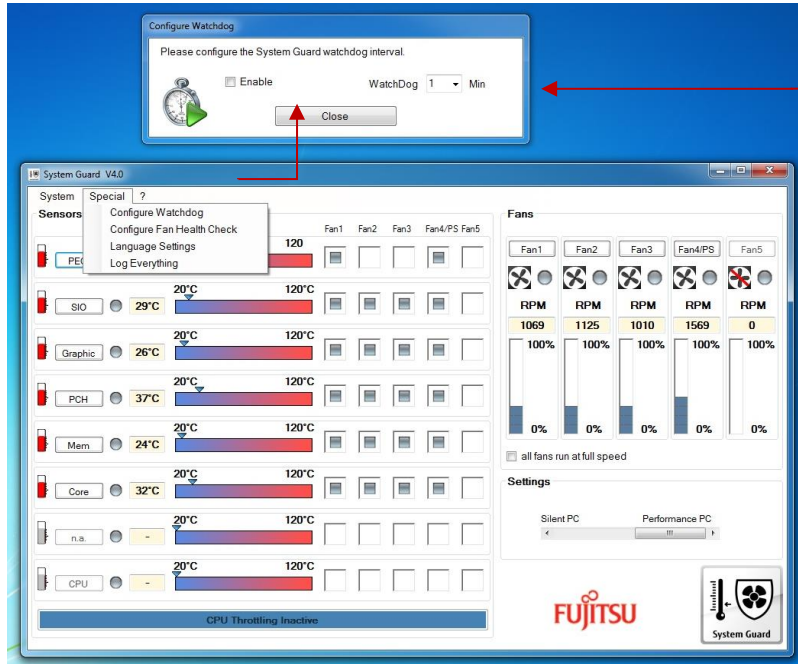 Configure Watchdog
Please configure the System Guard watchdog interval.
Enable WatchDog 1 Min
Close
System Guard V4.0
System Special ?
Configure Watchdog
Configure Fan Health Check
Language Settings
Log Everything
Sensors
Fan1 Fan2 Fan3 Fan4/PS Fan5
120
SIO 29°C 20°C 120°C
Graphic 26°C 20°C 120°C
PCH 37°C 20°C 120°C
Mem 24°C 20°C 120°C
Core 32°C 20°C 120°C
n.a. - 20°C 120°C
CPU - 20°C 120°C
CPU Throttling Inactive
Fans
Fan1 Fan2 Fan3 Fan4/PS Fan5
RPM RPM RPM RPM RPM
1069 1125 1010 1569 0
100% 100% 100% 100% 100%
0% 0% 0% 0% 0%
all fans run at full speed
Settings
Silent PC Performance PC
FUJITSU
System Guard